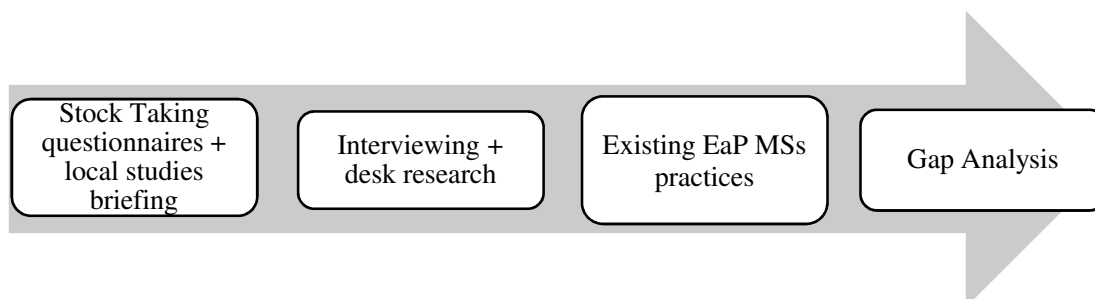 Stock Taking
questionnaires +
local studies
briefing
Interviewing +
desk research
Existing EaP MSs
practices
Gap Analysis